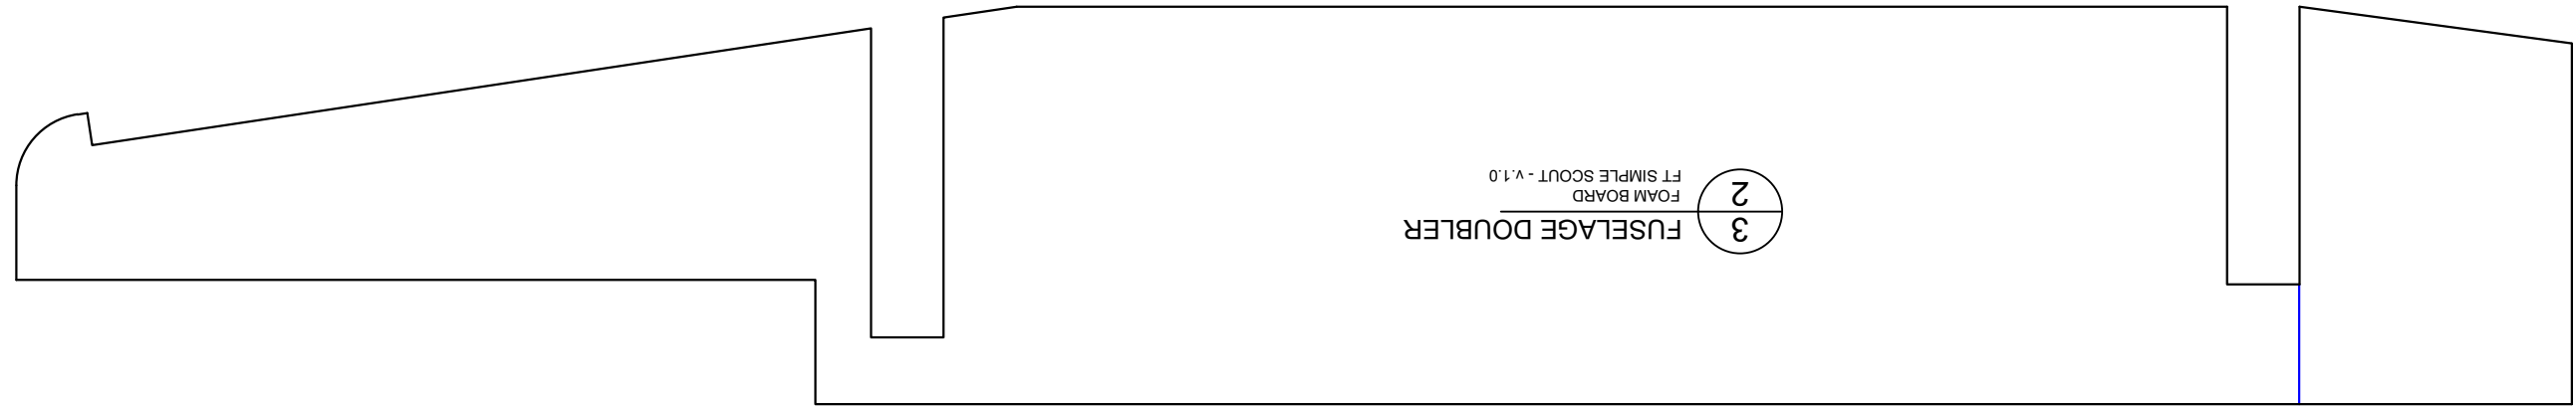 3
2
FUSELAGE DOUBLER
FOAM BOARD
FT SIMPLE SCOUT - v.1.0